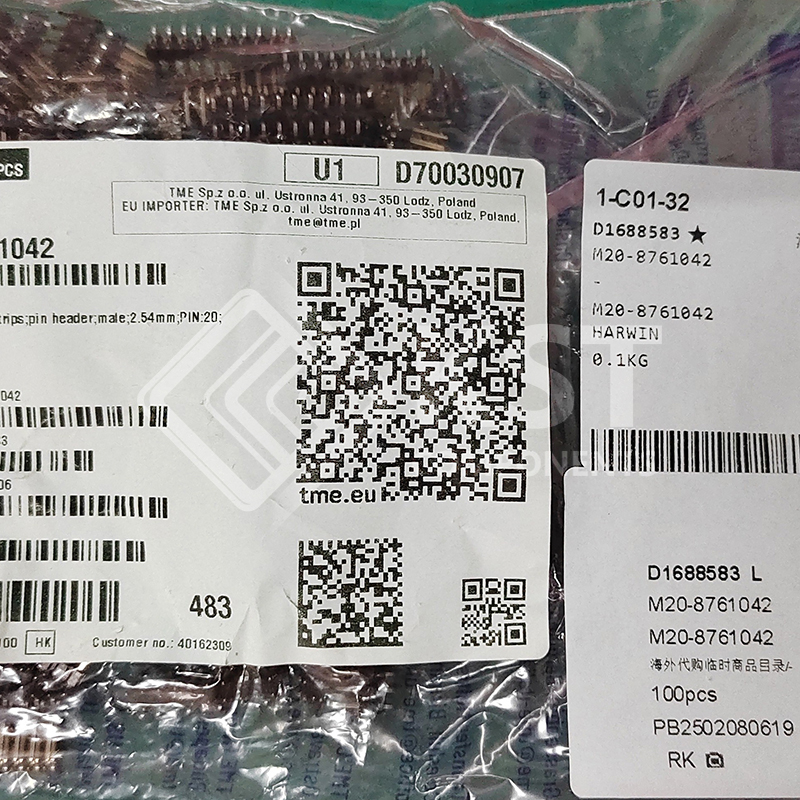 PCS
U1 D70030907
TME Sp.z o.o. ul. Ustronna 41, 93-350 Lodz, Poland
EU IMPORTER: TME Sp.z o.o. ul. Ustronna 41, 93-350 Lodz, Poland,
tme@tme.pl
1042
trips;pin header;male;2.54mm;PIN:20;
042
3
06
tme.eu
483
100 HK Customer no.: 40162309
1-C01-32
D1688583 ★
M20-8761042
-
M20-8761042
HARWIN
0.1KG
ST
D1688583 L
M20-8761042
M20-8761042
海外代购临时商品目录/-
100pcs
PB2502080619
RK